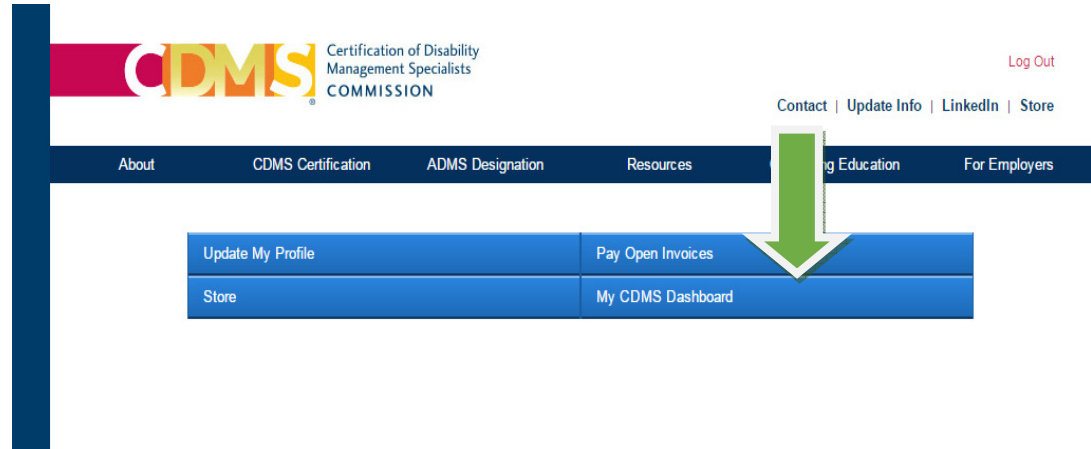 CDMS®
Certification of Disability
Management Specialists
COMMISSION
Log Out
Contact | Update Info | LinkedIn | Store
About CDMS Certification ADMS Designation Resources Education For Employers
Update My Profile Pay Open Invoices
Store My CDMS Dashboard